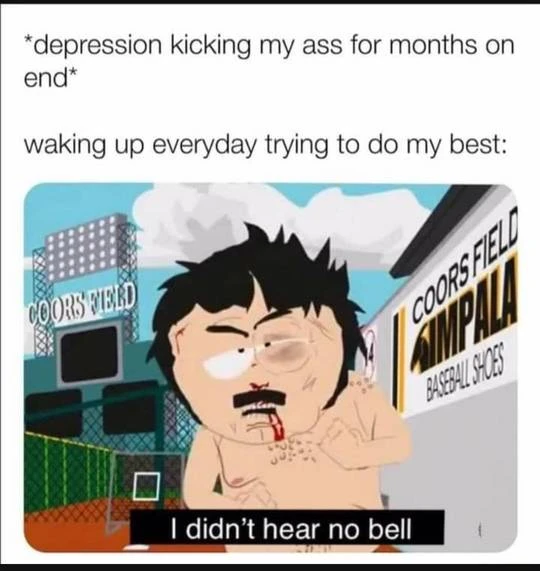 *depression kicking my ass for months on
end*
waking up everyday trying to do my best:
COORS FIELD
COORS FIELD
IMPALA
BASEBALL SHOES
I didn't hear no bell